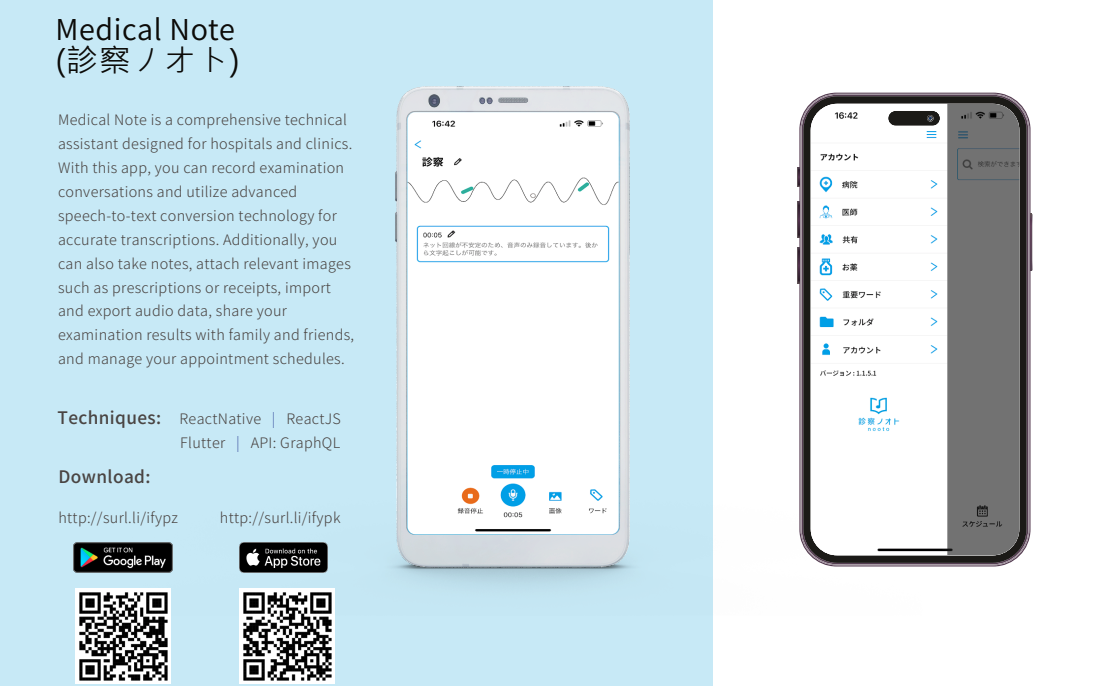 Medical Note
(診察ノオト)
Medical Note is a comprehensive technical
assistant designed for hospitals and clinics.
With this app, you can record examination
conversations and utilize advanced
speech-to-text conversion technology for
accurate transcriptions. Additionally, you
can also take notes, attach relevant images
such as prescriptions or receipts, import
and export audio data, share your
examination results with family and friends,
and manage your appointment schedules.
Techniques: ReactNative | ReactJS
Flutter | API: GraphQL
Download:
http://surl.li/ifypz http://surl.li/ifypk
GET IT ON
Google Play
Download on the
App Store
16:42
診察
00:05
ネット回線が不安定のため、音声のみ録音しています。後か
ら文字起こしが可能です。
一時停止中
録音停止 00:05 画像 ワード
16:42
アカウント
病院
医師
共有
お薬
重要ワード
フォルダ
アカウント
バージョン : 1.1.5.1
診察ノオト
nooto
検索ができます
スケジュール